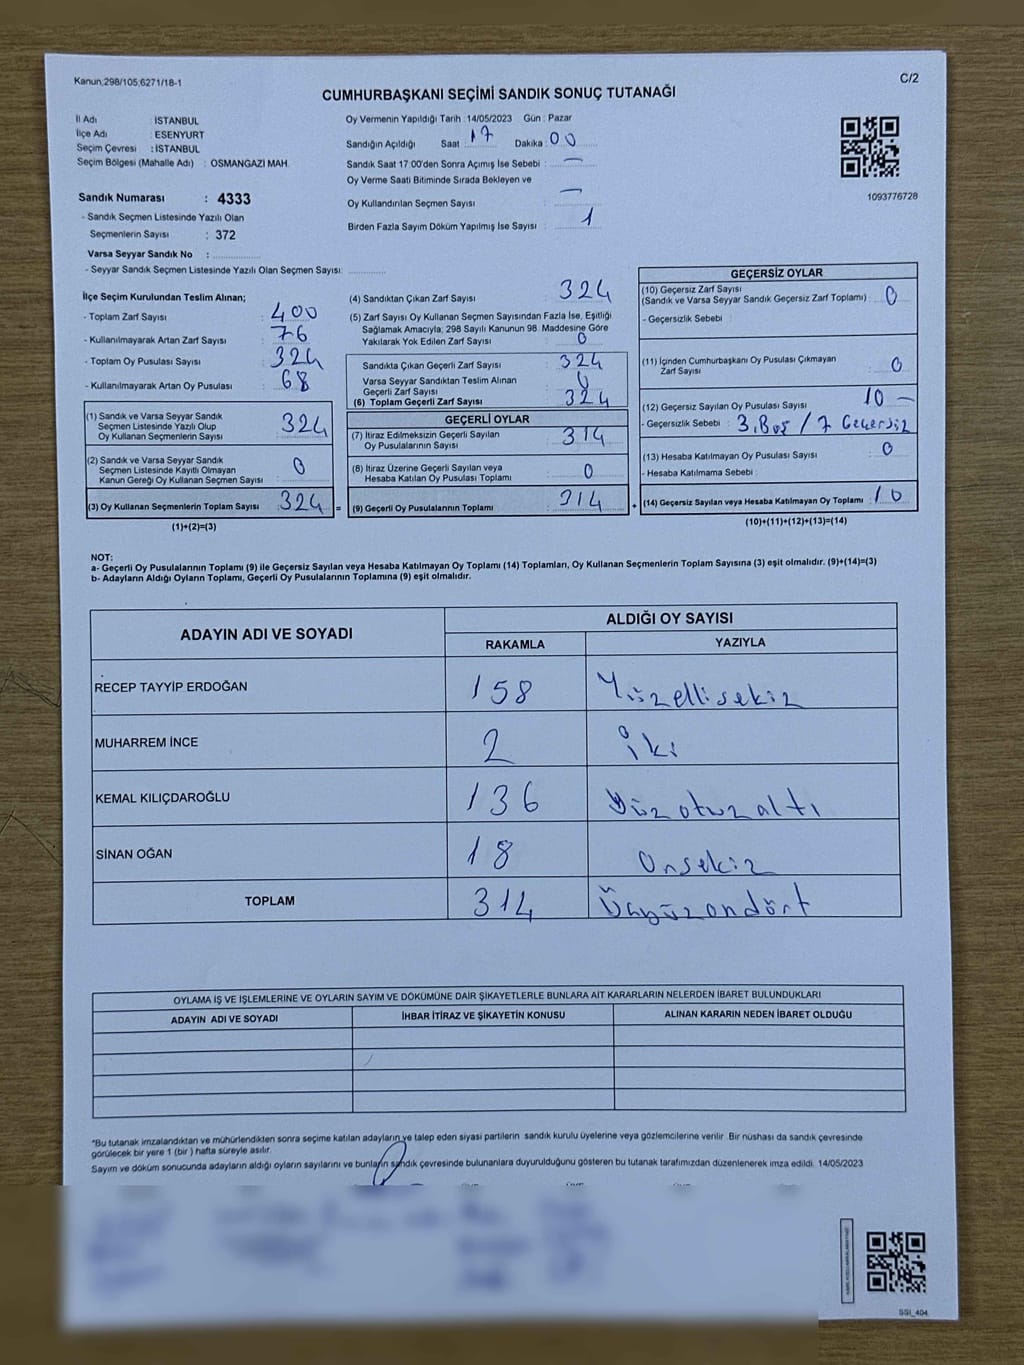 Kanun:298/105;6271/18-1
C/2
CUMHURBAŞKANI SEÇİMİ SANDIK SONUÇ TUTANAĞI
İl Adı : İSTANBUL
İlçe Adı : ESENYURT
Seçim Çevresi : İSTANBUL
Seçim Bölgesi (Mahalle Adı) : OSMANGAZİ MAH.
Sandık Numarası : 4333
- Sandık Seçmen Listesinde Yazılı Olan
Seçmenlerin Sayısı : 372
Varsa Seyyar Sandık No :
- Seyyar Sandık Seçmen Listesinde Yazılı Olan Seçmen Sayısı:
Oy Vermenin Yapıldığı Tarih :14/05/2023 Gün : Pazar
Sandığın Açıldığı Saat : 17 Dakika : 00
Sandık Saat 17.00'den Sonra Açımış İse Sebebi : —
Oy Verme Saati Bitiminde Sırada Bekleyen ve
Oy Kullandırılan Seçmen Sayısı : —
Birden Fazla Sayım Döküm Yapılmış İse Sayısı : 1
1093776728
İlçe Seçim Kurulundan Teslim Alınan;
- Toplam Zarf Sayısı : 400
- Kullanılmayarak Artan Zarf Sayısı : 76
- Toplam Oy Pusulası Sayısı : 324
- Kullanılmayarak Artan Oy Pusulası : 68
(1) Sandık ve Varsa Seyyar Sandık
Seçmen Listesinde Yazılı Olup
Oy Kullanan Seçmenlerin Sayısı : 324
(2) Sandık ve Varsa Seyyar Sandık
Seçmen Listesinde Kayıtlı Olmayan
Kanun Gereği Oy Kullanan Seçmen Sayısı : 0
(3) Oy Kullanan Seçmenlerin Toplam Sayısı : 324 =
(1)+(2)=(3)
(4) Sandıktan Çıkan Zarf Sayısı : 324
(5) Zarf Sayısı Oy Kullanan Seçmen Sayısından Fazla İse, Eşitliği
Sağlamak Amacıyla; 298 Sayılı Kanunun 98. Maddesine Göre
Yakılarak Yok Edilen Zarf Sayısı : 0
Sandıkta Çıkan Geçerli Zarf Sayısı : 324
Varsa Seyyar Sandıktan Teslim Alınan
Geçerli Zarf Sayısı : 0
(6) Toplam Geçerli Zarf Sayısı : 324
GEÇERLİ OYLAR
(7) İtiraz Edilmeksizin Geçerli Sayılan
Oy Pusulalarının Sayısı : 314
(8) İtiraz Üzerine Geçerli Sayılan veya
Hesaba Katılan Oy Pusulası Toplamı : 0
(9) Geçerli Oy Pusulalarının Toplamı : 314 +
GEÇERSİZ OYLAR
(10) Geçersiz Zarf Sayısı
(Sandık ve Varsa Seyyar Sandık Geçersiz Zarf Toplamı) : 0
- Geçersizlik Sebebi :
(11) İçinden Cumhurbaşkanı Oy Pusulası Çıkmayan
Zarf Sayısı : 0
(12) Geçersiz Sayılan Oy Pusulası Sayısı : 10 —
- Geçersizlik Sebebi : 3.Boş / 7 Geçersiz
(13) Hesaba Katılmayan Oy Pusulası Sayısı : 0
- Hesaba Katılmama Sebebi :
(14) Geçersiz Sayılan veya Hesaba Katılmayan Oy Toplamı : 10
(10)+(11)+(12)+(13)=(14)
NOT:
a- Geçerli Oy Pusulalarının Toplamı (9) ile Geçersiz Sayılan veya Hesaba Katılmayan Oy Toplamı (14) Toplamları, Oy Kullanan Seçmenlerin Toplam Sayısına (3) eşit olmalıdır. (9)+(14)=(3)
b- Adayların Aldığı Oyların Toplamı, Geçerli Oy Pusulalarının Toplamına (9) eşit olmalıdır.
ADAYIN ADI VE SOYADI ALDIĞI OY SAYISI
RAKAMLA YAZIYLA
RECEP TAYYİP ERDOĞAN 158 Yüzellisekiz
MUHARREM İNCE 2 iki
KEMAL KILIÇDAROĞLU 136 yüzotuzaltı
SİNAN OĞAN 18 Onsekiz
TOPLAM 314 Üçyüzondört
OYLAMA İŞ VE İŞLEMLERİNE VE OYLARIN SAYIM VE DÖKÜMÜNE DAİR ŞİKAYETLERLE BUNLARA AİT KARARLARIN NELERDEN İBARET BULUNDUKLARI
ADAYIN ADI VE SOYADI İHBAR İTİRAZ VE ŞİKAYETİN KONUSU ALINAN KARARIN NEDEN İBARET OLDUĞU
"Bu tutanak imzalandıktan ve mühürlendikten sonra seçime katılan adayların ve talep eden siyasi partilerin sandık kurulu üyelerine veya gözlemcilerine verilir. Bir nüshası da sandık çevresinde
görülecek bir yere 1 (bir ) hafta süreyle asılır.
Sayım ve döküm sonucunda adayların aldığı oyların sayılarını ve bunların sandık çevresinde bulunanlara duyurulduğunu gösteren bu tutanak tarafımızdan düzenlenerek imza edildi. 14/05/2023
SSI_404